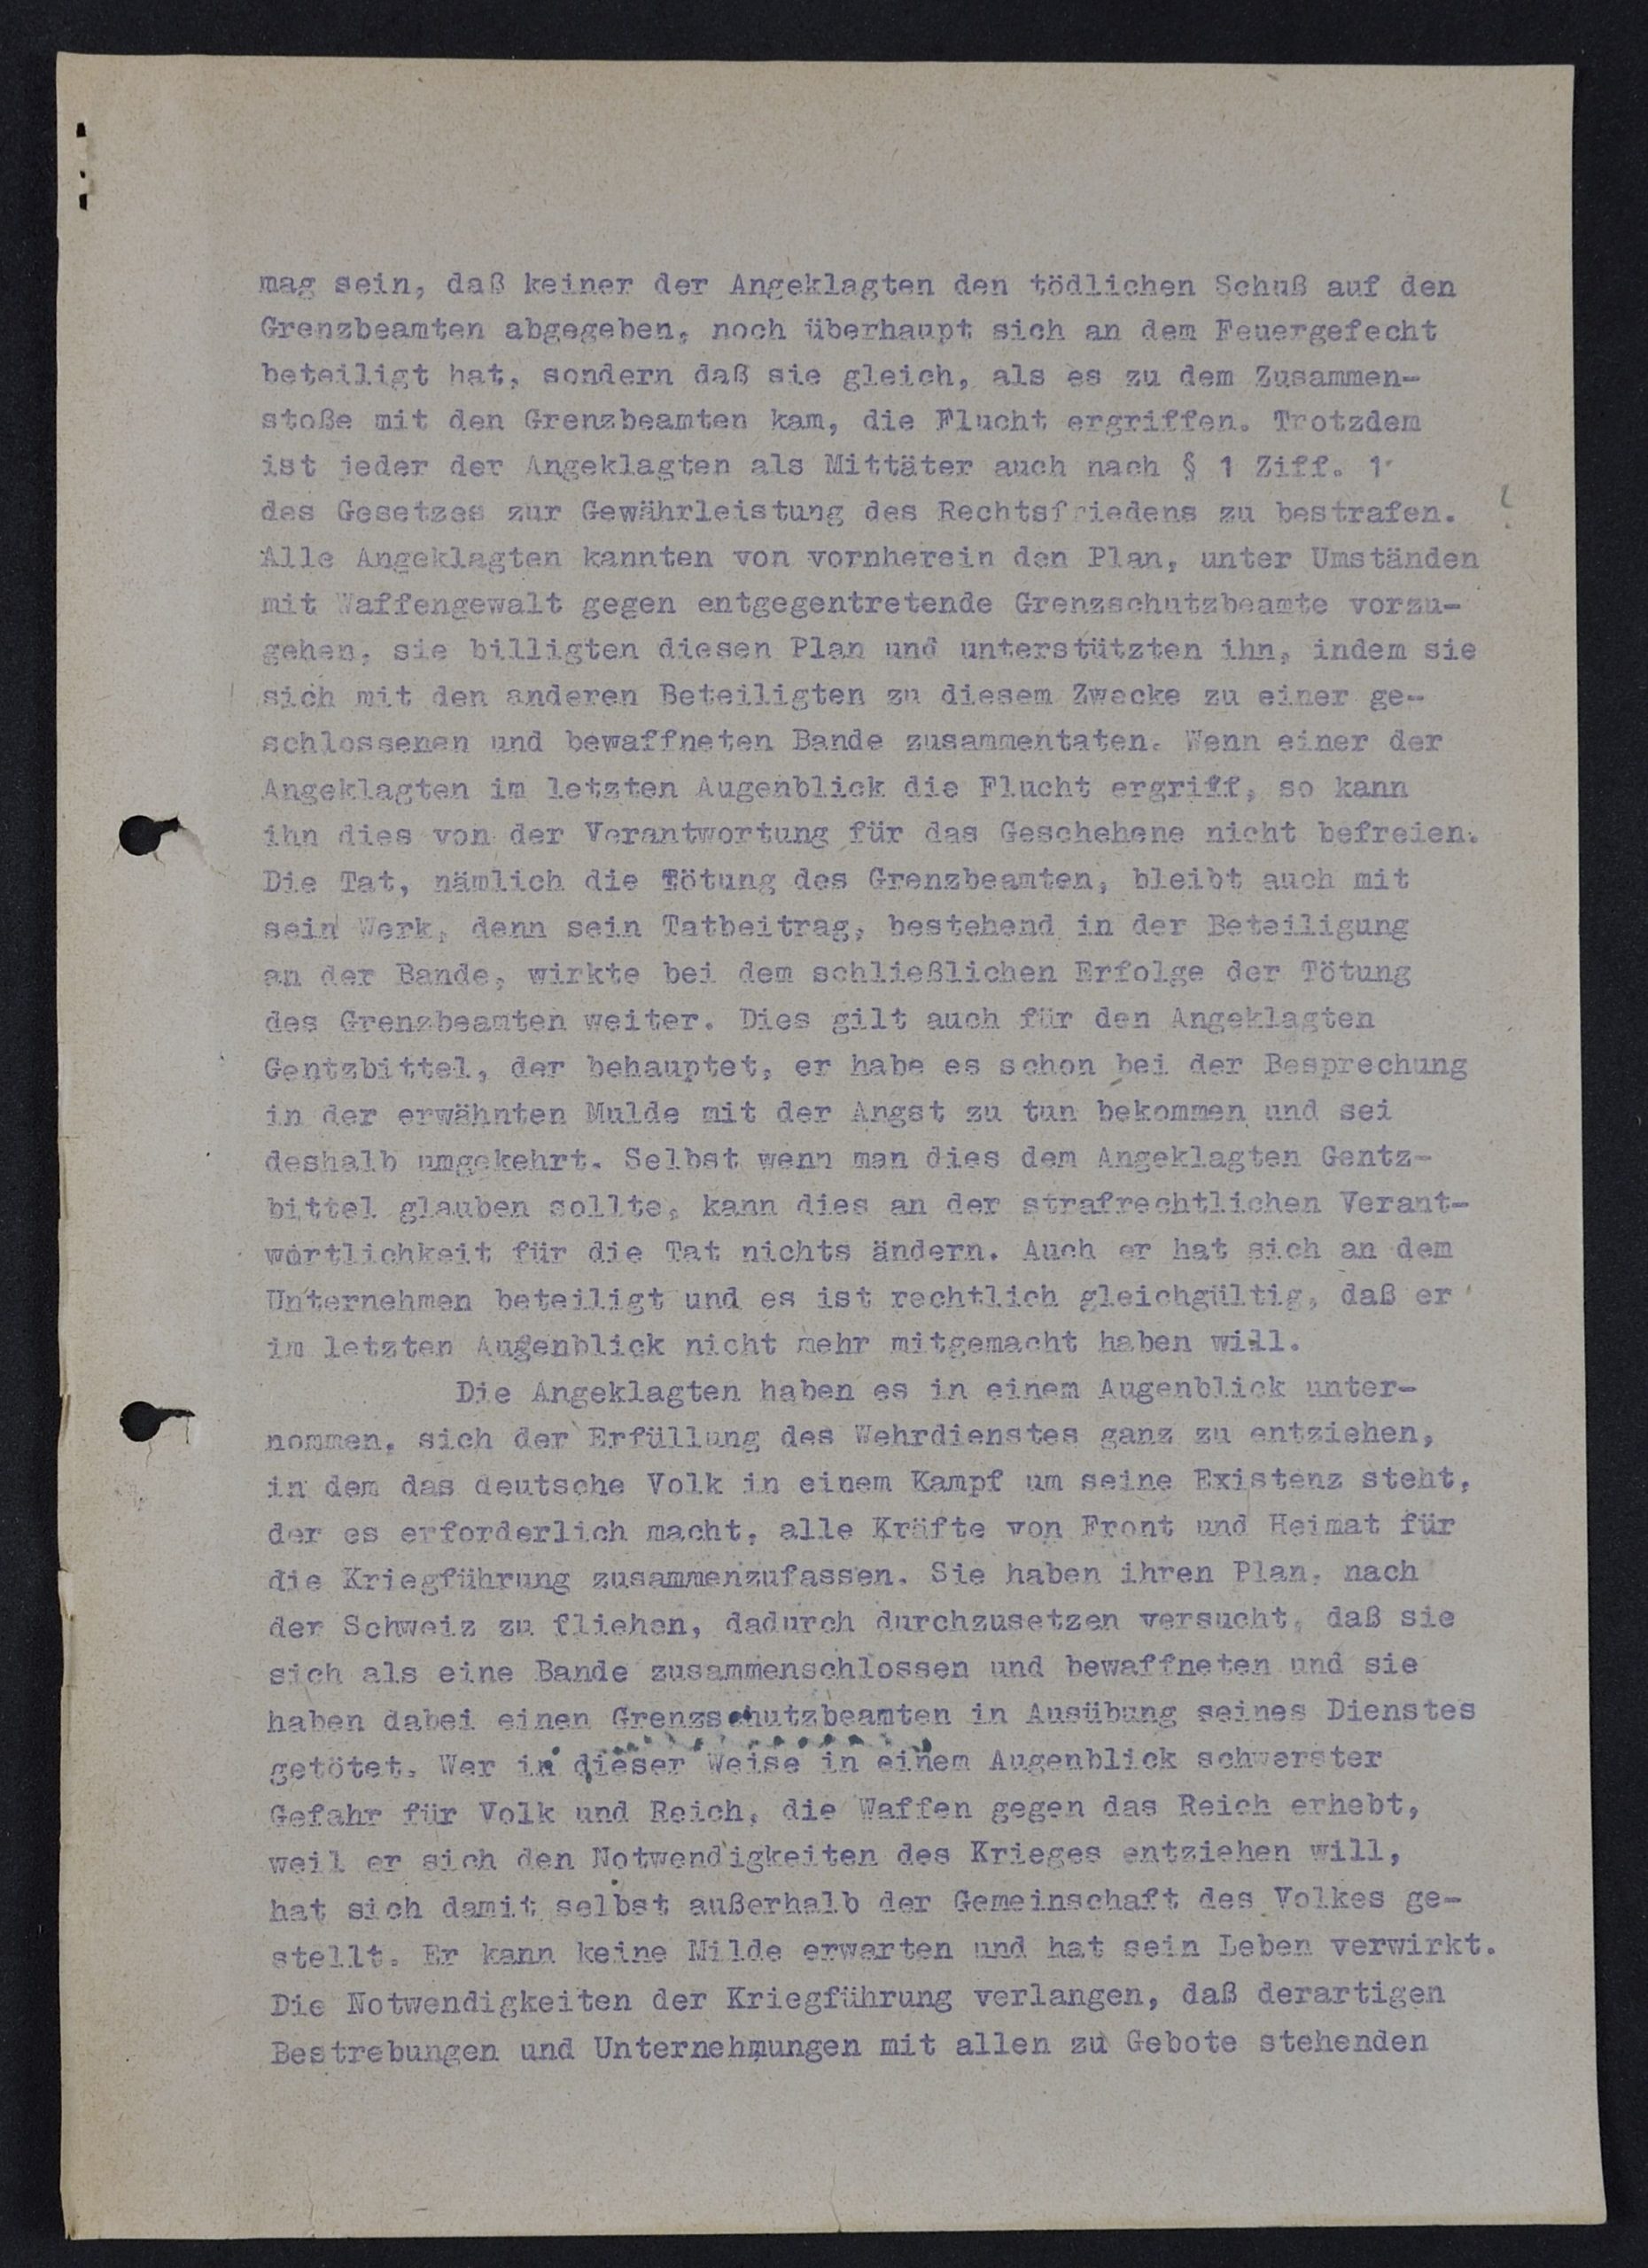 mag sein, daß keiner der Angeklagten den tödlichen Schuß auf den
Grenzbeamten abgegeben, noch überhaupt sich an dem Feuergefecht
beteiligt hat, sondern daß sie gleich, als es zu dem Zusammen-
stoße mit den Grenzbeamten kam, die Flucht ergriffen. Trotzdem
ist jeder der Angeklagten als Mittäter auch nach § 1 Ziff. 1
des Gesetzes zur Gewährleistung des Rechtsfriedens zu bestrafen.
Alle Angeklagten kannten von vornherein den Plan, unter Umständen
mit Waffengewalt gegen entgegentretende Grenzschutzbeamte vorzu-
gehen, sie billigten diesen Plan und unterstützten ihn, indem sie
sich mit den anderen Beteiligten zu diesem Zwecke zu einer ge-
schlossenen und bewaffneten Bande zusammentaten. Wenn einer der
Angeklagten im letzten Augenblick die Flucht ergriff, so kann
ihn dies von der Verantwortung für das Geschehene nicht befreien.
Die Tat, nämlich die Tötung des Grenzbeamten, bleibt auch mit
sein Werk, denn sein Tatbeitrag, bestehend in der Beteiligung
an der Bande, wirkte bei dem schließlichen Erfolge der Tötung
des Grenzbeamten weiter. Dies gilt auch für den Angeklagten
Gentzbittel, der behauptet, er habe es schon bei der Besprechung
in der erwähnten Mulde mit der Angst zu tun bekommen und sei
deshalb umgekehrt. Selbst wenn man dies dem Angeklagten Gentz-
bittel glauben sollte, kann dies an der strafrechtlichen Verant-
wortlichkeit für die Tat nichts ändern. Auch er hat sich an dem
Unternehmen beteiligt und es ist rechtlich gleichgültig, daß er
im letzten Augenblick nicht mehr mitgemacht haben will.
Die Angeklagten haben es in einem Augenblick unter-
nommen, sich der Erfüllung des Wehrdienstes ganz zu entziehen,
in dem das deutsche Volk in einem Kampf um seine Existenz steht,
der es erforderlich macht, alle Kräfte von Front und Heimat für
die Kriegführung zusammenzufassen. Sie haben ihren Plan, nach
der Schweiz zu fliehen, dadurch durchzusetzen versucht, daß sie
sich als eine Bande zusammenschlossen und bewaffneten und sie
haben dabei einen Grenzschutzbeamten in Ausübung seines Dienstes
getötet. Wer in dieser Weise in einem Augenblick schwerster
Gefahr für Volk und Reich, die Waffen gegen das Reich erhebt,
weil er sich den Notwendigkeiten des Krieges entziehen will,
hat sich damit selbst außerhalb der Gemeinschaft des Volkes ge-
stellt. Er kann keine Milde erwarten und hat sein Leben verwirkt.
Die Notwendigkeiten der Kriegführung verlangen, daß derartigen
Bestrebungen und Unternehmungen mit allen zu Gebote stehenden